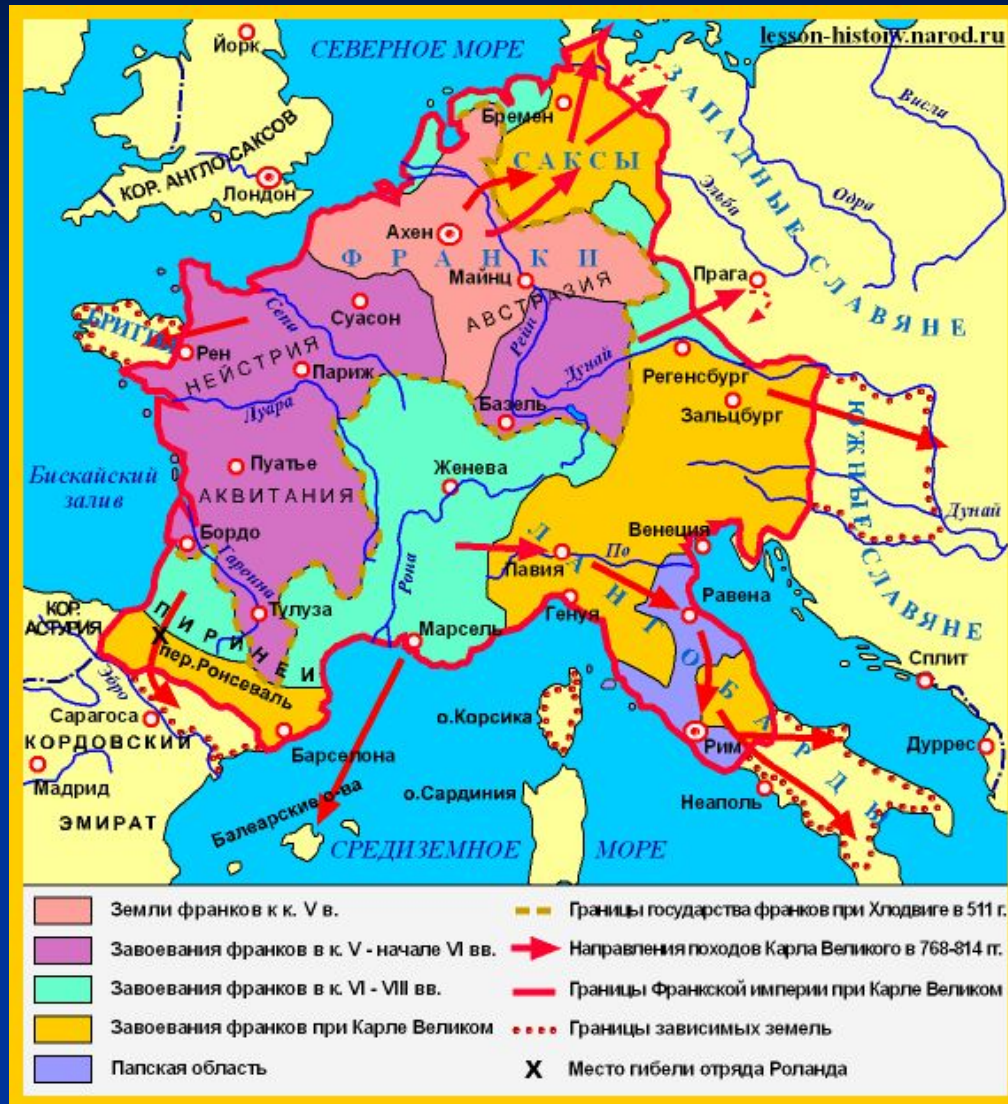 lesson-history.narod.ru
Йорк
СЕВЕРНОЕ МОРЕ
ЗАПАДНЫЕ СЛАВЯНЕ
Висли
Бремен
САКСЫ
КОР. АНГЛО-САКСОВ
Лондон
Эльба
Одра
Ахен
ФРАНКИ
Майнц
АВСТРАЗИЯ
Прага
БРИТТЫ
Сена
Суасон
Рейн
Рен
НЕЙСТРИЯ
Париж
Дунай
Регенсбург
Луара
Базель
Зальцбург
ЮЖНЫЕ СЛАВЯНЕ
Бискайский
залив
Пуатье
АКВИТАНИЯ
Женева
Дунай
Бордо
Венеция
ЛАНГОБАРДЫ
По
Гаронна
Рона
Павия
Равена
КОР.
АСТУРИЯ
Тулуза
Генуя
ПИРИНЕИ
Марсель
пер.Ронсеваль
Сплит
Эбро
Сарагоса
о.Корсика
КОРДОВСКИЙ
Барселона
Рим
Дуррес
Мадрид
о.Сардиния
Неаполь
Балеарские о-ва
ЭМИРАТ
СРЕДИЗЕМНОЕ МОРЕ
Земли франков к к. V в.
Завоевания франков в к. V - начале VI вв.
Завоевания франков в к. VI - VIII вв.
Завоевания франков при Карле Великом
Папская область
Границы государства франков при Хлодвиге в 511 г.
Направления походов Карла Великого в 768-814 гг.
Границы Франкской империи при Карле Великом
Границы зависимых земель
X Место гибели отряда Роланда